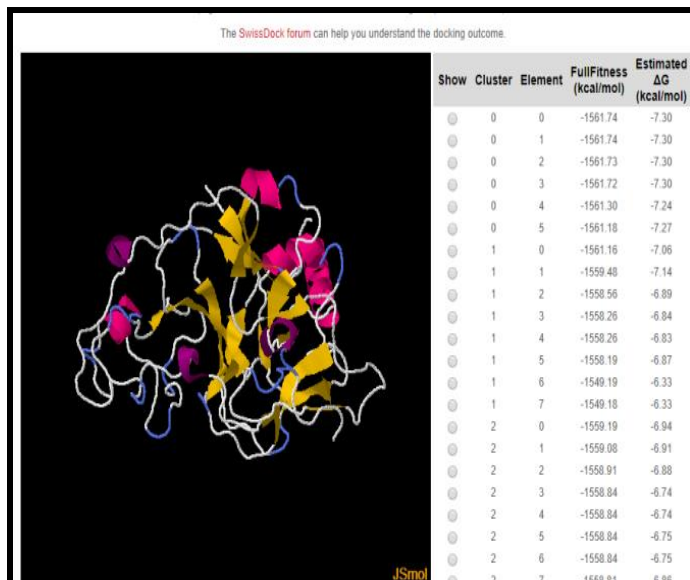 The SwissDock forum can help you understand the docking outcome.
Show Cluster Element FullFitness (kcal/mol) Estimated ΔG (kcal/mol)
0 0 -1561.74 -7.30
0 1 -1561.74 -7.30
0 2 -1561.73 -7.30
0 3 -1561.72 -7.30
0 4 -1561.30 -7.24
0 5 -1561.18 -7.27
1 0 -1561.16 -7.06
1 1 -1559.48 -7.14
1 2 -1558.56 -6.89
1 3 -1558.26 -6.84
1 4 -1558.26 -6.83
1 5 -1558.19 -6.87
1 6 -1549.19 -6.33
1 7 -1549.18 -6.33
2 0 -1559.19 -6.94
2 1 -1559.08 -6.91
2 2 -1558.91 -6.88
2 3 -1558.84 -6.74
2 4 -1558.84 -6.74
2 5 -1558.84 -6.75
2 6 -1558.84 -6.75
2 7 -1558.81 -6.86
JSmol